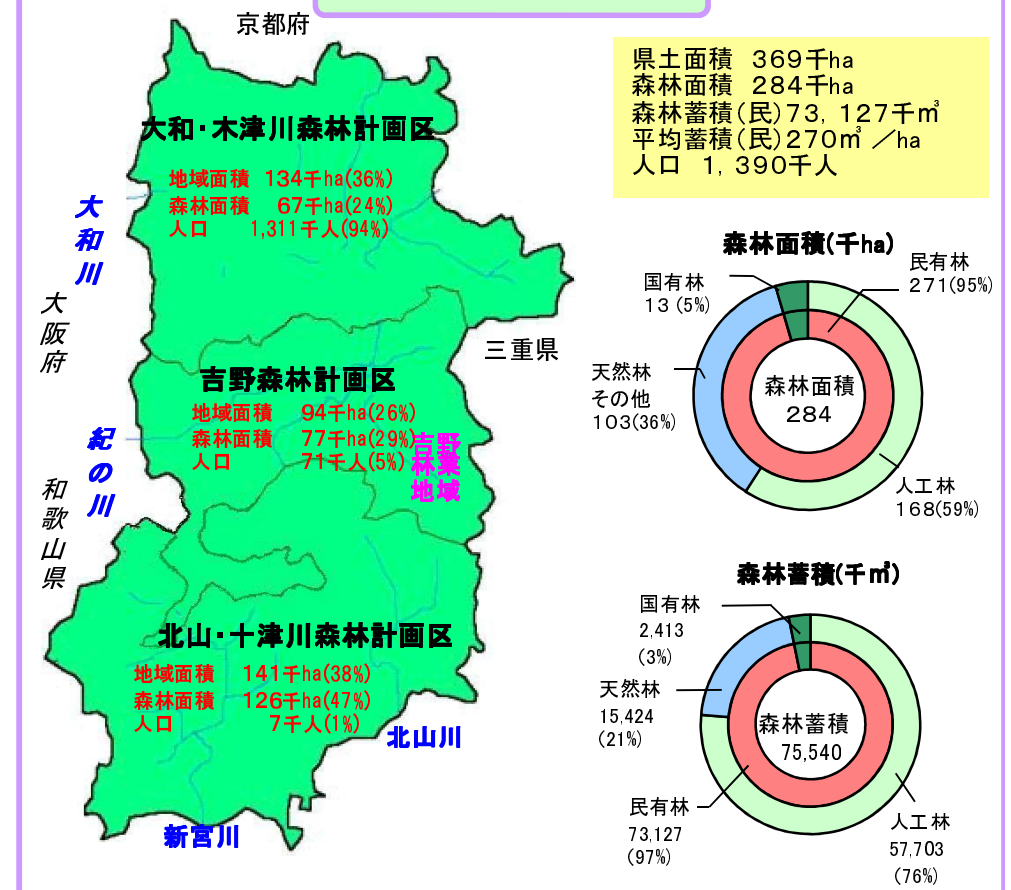 京都府
県土面積 369千ha
森林面積 284千ha
森林蓄積(民)73,127千㎥
平均蓄積(民)270㎥/ha
人口 1,390千人
大和・木津川森林計画区
地域面積 134千ha(36%)
森林面積 67千ha(24%)
人口 1,311千人(94%)
大和川
大阪府
三重県
吉野森林計画区
地域面積 94千ha(26%)
森林面積 77千ha(29%)
人口 71千人(5%)
吉野
林業
地域
紀の川
和歌山県
北山・十津川森林計画区
地域面積 141千ha(38%)
森林面積 126千ha(47%)
人口 7千人(1%)
北山川
新宮川
森林面積(千ha)
国有林
13(5%)
民有林
271(95%)
天然林
その他
103(36%)
森林面積
284
人工林
168(59%)
森林蓄積(千㎥)
国有林
2,413
(3%)
天然林
15,424
(21%)
森林蓄積
75,540
民有林
73,127
(97%)
人工林
57,703
(76%)